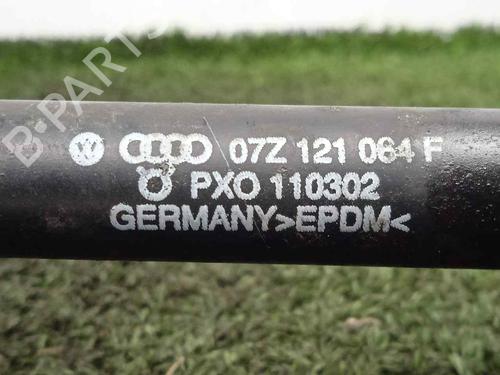 B-PARTS
W 07Z 121 064 F
PXO 110302
GERMANY>EPDM<